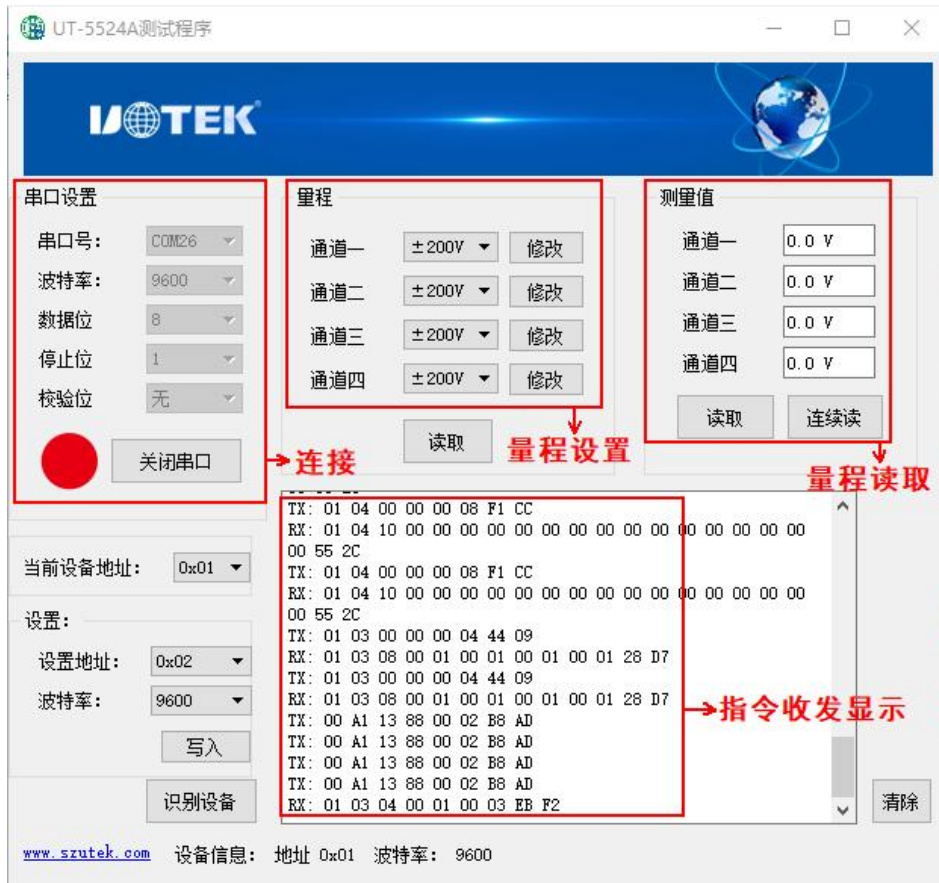 UT-5524A测试程序
UOTEK®
串口设置
串口号: COM26
波特率: 9600
数据位 8
停止位 1
校验位 无
关闭串口
连接
量程
通道一 ±200V 修改
通道二 ±200V 修改
通道三 ±200V 修改
通道四 ±200V 修改
读取
量程设置
测量值
通道一 0.0 V
通道二 0.0 V
通道三 0.0 V
通道四 0.0 V
读取 连续读
量程读取
TX: 01 04 00 00 00 08 F1 CC
RX: 01 04 10 00 00 00 00 00 00 00 00 00 00 00 00 00 00 00
00 55 2C
TX: 01 04 00 00 00 08 F1 CC
RX: 01 04 10 00 00 00 00 00 00 00 00 00 00 00 00 00 00 00
00 55 2C
TX: 01 03 00 00 00 04 44 09
RX: 01 03 08 00 01 00 01 00 01 00 01 28 D7
TX: 01 03 00 00 00 04 44 09
RX: 01 03 08 00 01 00 01 00 01 00 01 28 D7
TX: 00 A1 13 88 00 02 B8 AD
TX: 00 A1 13 88 00 02 B8 AD
TX: 00 A1 13 88 00 02 B8 AD
TX: 00 A1 13 88 00 02 B8 AD
RX: 01 03 04 00 01 00 03 EB F2
指令收发显示
当前设备地址: 0x01
设置:
设置地址: 0x02
波特率: 9600
写入
识别设备
清除
www.szutek.com 设备信息: 地址 0x01 波特率: 9600